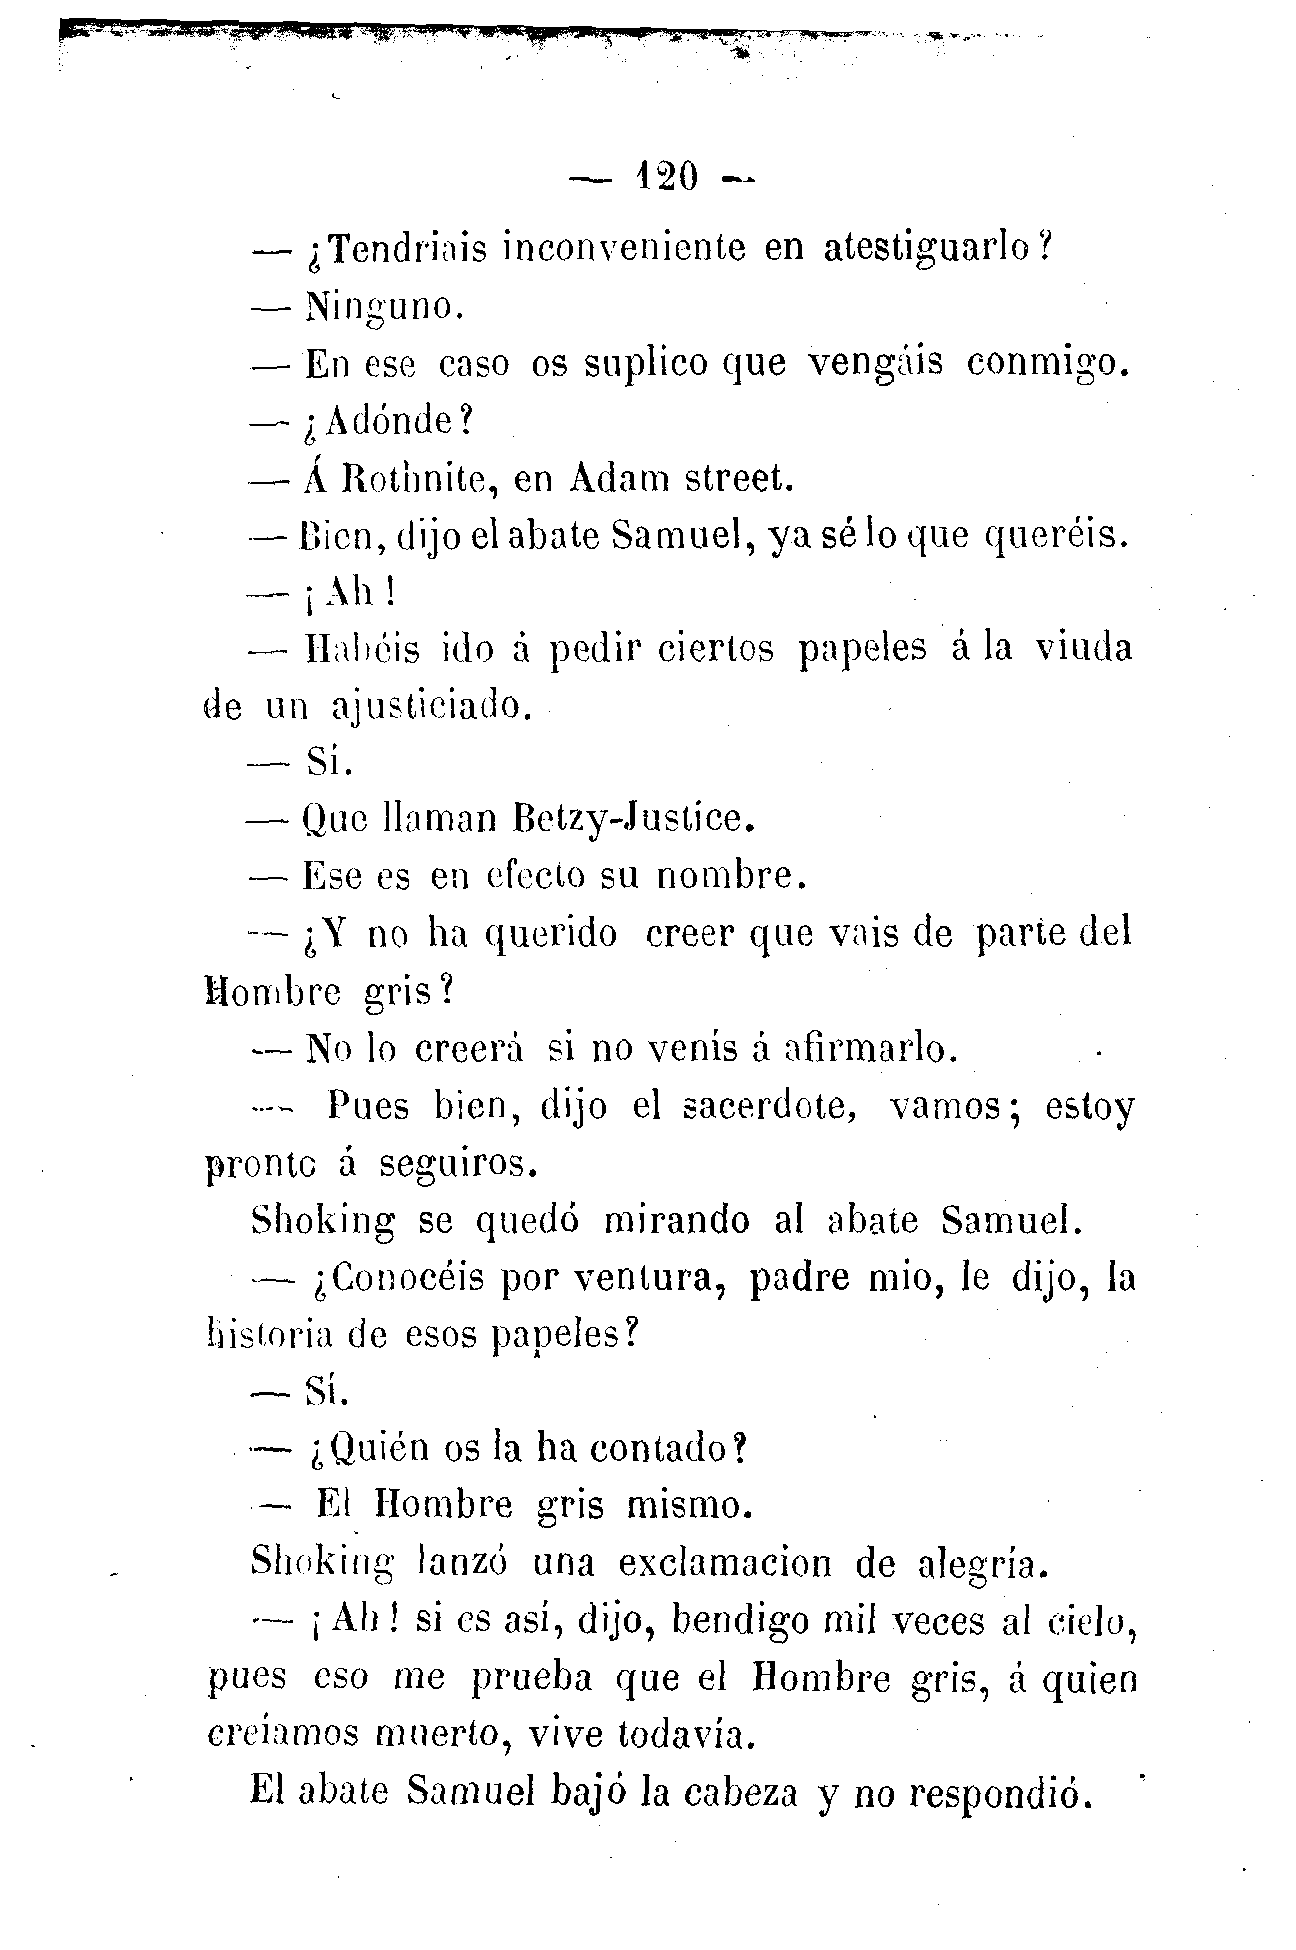 — 120 —
— ¿Tendriais inconveniente en atestiguarlo?
— Ninguno.
— En ese caso os suplico que vengáis conmigo.
— ¿Adónde?
— Á Rothnite, en Adam street.
— Bien, dijo el abate Samuel, ya sé lo que queréis.
— ¡Ah!
— Habéis ido á pedir ciertos papeles á la viuda
de un ajusticiado.
— Sí.
— Que llaman Betzy-Justice.
— Ese es en efecto su nombre.
— ¿Y no ha querido creer que vais de parte del
Hombre gris?
— No lo creerá si no venís á afirmarlo.
— Pues bien, dijo el sacerdote, vamos; estoy
pronto á seguiros.
Shoking se quedó mirando al abate Samuel.
— ¿Conocéis por ventura, padre mio, le dijo, la
historia de esos papeles?
— Sí.
— ¿Quién os la ha contado?
— El Hombre gris mismo.
Shoking lanzó una exclamacion de alegría.
— ¡Ah! si es así, dijo, bendigo mil veces al cielo,
pues eso me prueba que el Hombre gris, á quien
creíamos muerto, vive todavía.
El abate Samuel bajó la cabeza y no respondió.